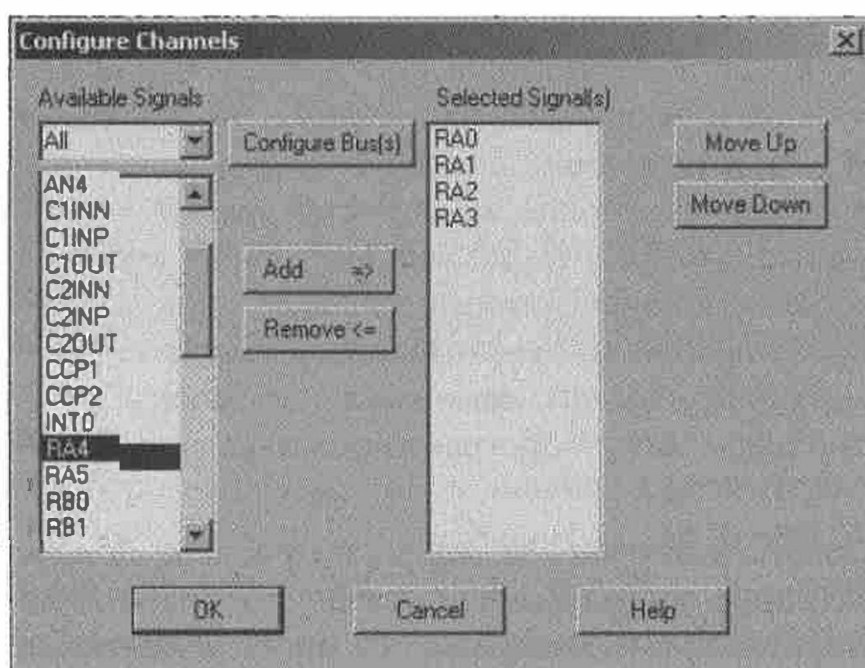 Configure Channels
Available Signals
Selected Signal(s)
All
Configure Bus(s)
Move Up
Move Down
AN4
C1INN
C1INP
C1OUT
C2INN
C2INP
C2OUT
CCP1
CCP2
INT0
RA4
RA5
RB0
RB1
Add =>
Remove <=
RA0
RA1
RA2
RA3
OK
Cancel
Help